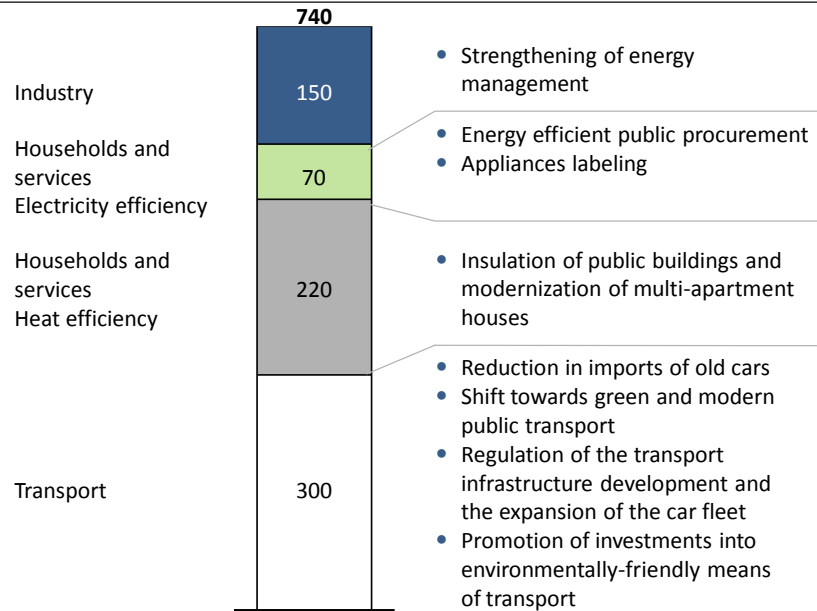 740
Industry
150
• Strengthening of energy
management
Households and
services
Electricity efficiency
70
• Energy efficient public procurement
• Appliances labeling
Households and
services
Heat efficiency
220
• Insulation of public buildings and
modernization of multi-apartment
houses
Transport
300
• Reduction in imports of old cars
• Shift towards green and modern
public transport
• Regulation of the transport
infrastructure development and
the expansion of the car fleet
• Promotion of investments into
environmentally-friendly means
of transport